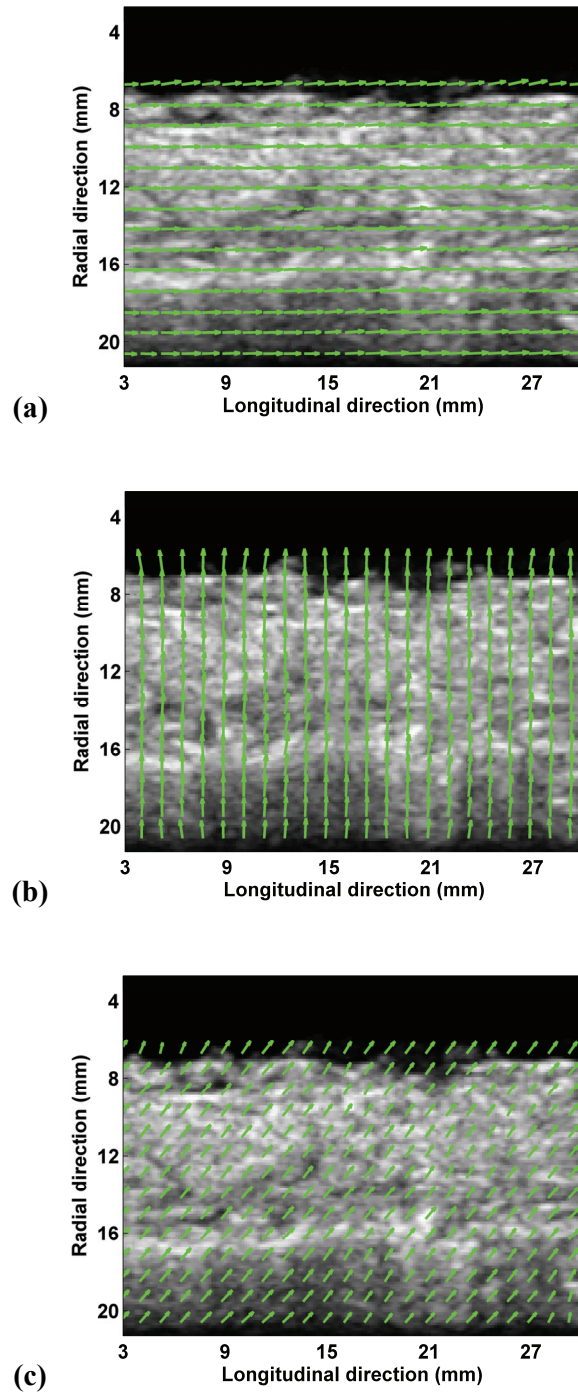 4
8
12
16
20
Radial direction (mm)
3 9 15 21 27
Longitudinal direction (mm)
(a)
4
8
12
16
20
Radial direction (mm)
3 9 15 21 27
Longitudinal direction (mm)
(b)
4
8
12
16
20
Radial direction (mm)
3 9 15 21 27
Longitudinal direction (mm)
(c)